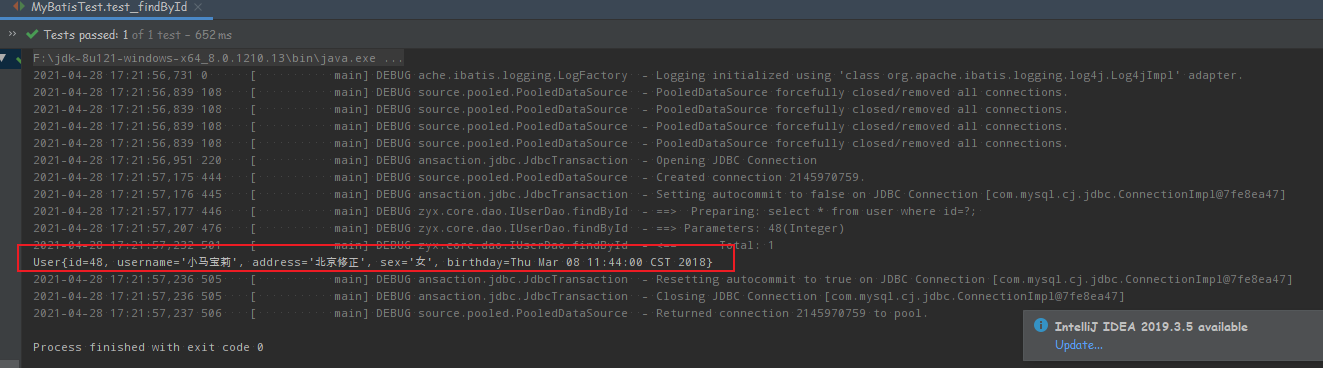 MyBatisTest.test_findById ×
» ✔ Tests passed: 1 of 1 test – 652 ms
F:\jdk-8u121-windows-x64_8.0.1210.13\bin\java.exe ...
2021-04-28 17:21:56,731 0 [ main] DEBUG ache.ibatis.logging.LogFactory - Logging initialized using 'class org.apache.ibatis.logging.log4j.Log4jImpl' adapter.
2021-04-28 17:21:56,839 108 [ main] DEBUG source.pooled.PooledDataSource - PooledDataSource forcefully closed/removed all connections.
2021-04-28 17:21:56,839 108 [ main] DEBUG source.pooled.PooledDataSource - PooledDataSource forcefully closed/removed all connections.
2021-04-28 17:21:56,839 108 [ main] DEBUG source.pooled.PooledDataSource - PooledDataSource forcefully closed/removed all connections.
2021-04-28 17:21:56,839 108 [ main] DEBUG source.pooled.PooledDataSource - PooledDataSource forcefully closed/removed all connections.
2021-04-28 17:21:56,951 220 [ main] DEBUG ansaction.jdbc.JdbcTransaction - Opening JDBC Connection
2021-04-28 17:21:57,175 444 [ main] DEBUG source.pooled.PooledDataSource - Created connection 2145970759.
2021-04-28 17:21:57,176 445 [ main] DEBUG ansaction.jdbc.JdbcTransaction - Setting autocommit to false on JDBC Connection [com.mysql.cj.jdbc.ConnectionImpl@7fe8ea47]
2021-04-28 17:21:57,177 446 [ main] DEBUG zyx.core.dao.IUserDao.findById - ==> Preparing: select * from user where id=?;
2021-04-28 17:21:57,207 476 [ main] DEBUG zyx.core.dao.IUserDao.findById - ==> Parameters: 48(Integer)
2021-04-28 17:21:57,232 501 [ main] DEBUG zyx.core.dao.IUserDao.findById - <== Total: 1
User{id=48, username='小马宝莉', address='北京修正', sex='女', birthday=Thu Mar 08 11:44:00 CST 2018}
2021-04-28 17:21:57,236 505 [ main] DEBUG ansaction.jdbc.JdbcTransaction - Resetting autocommit to true on JDBC Connection [com.mysql.cj.jdbc.ConnectionImpl@7fe8ea47]
2021-04-28 17:21:57,236 505 [ main] DEBUG ansaction.jdbc.JdbcTransaction - Closing JDBC Connection [com.mysql.cj.jdbc.ConnectionImpl@7fe8ea47]
2021-04-28 17:21:57,237 506 [ main] DEBUG source.pooled.PooledDataSource - Returned connection 2145970759 to pool.
Process finished with exit code 0
IntelliJ IDEA 2019.3.5 available
Update...